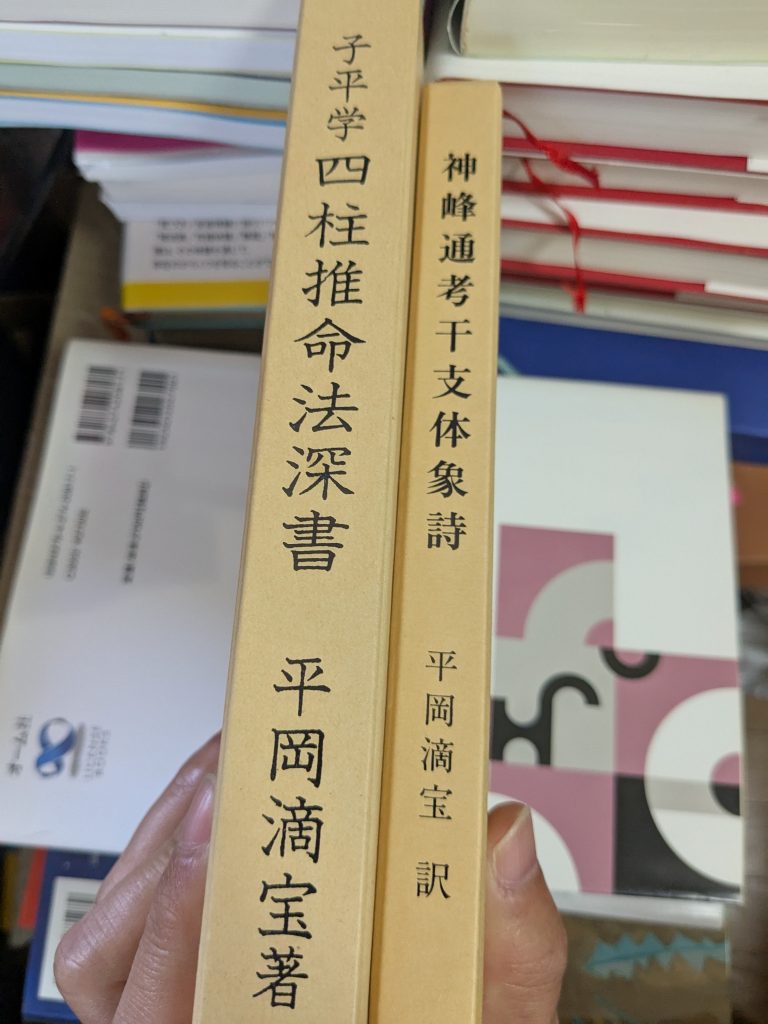 子平学 四柱推命法深書 平岡滴宝著
神峰通考干支体象詩 平岡滴宝 訳